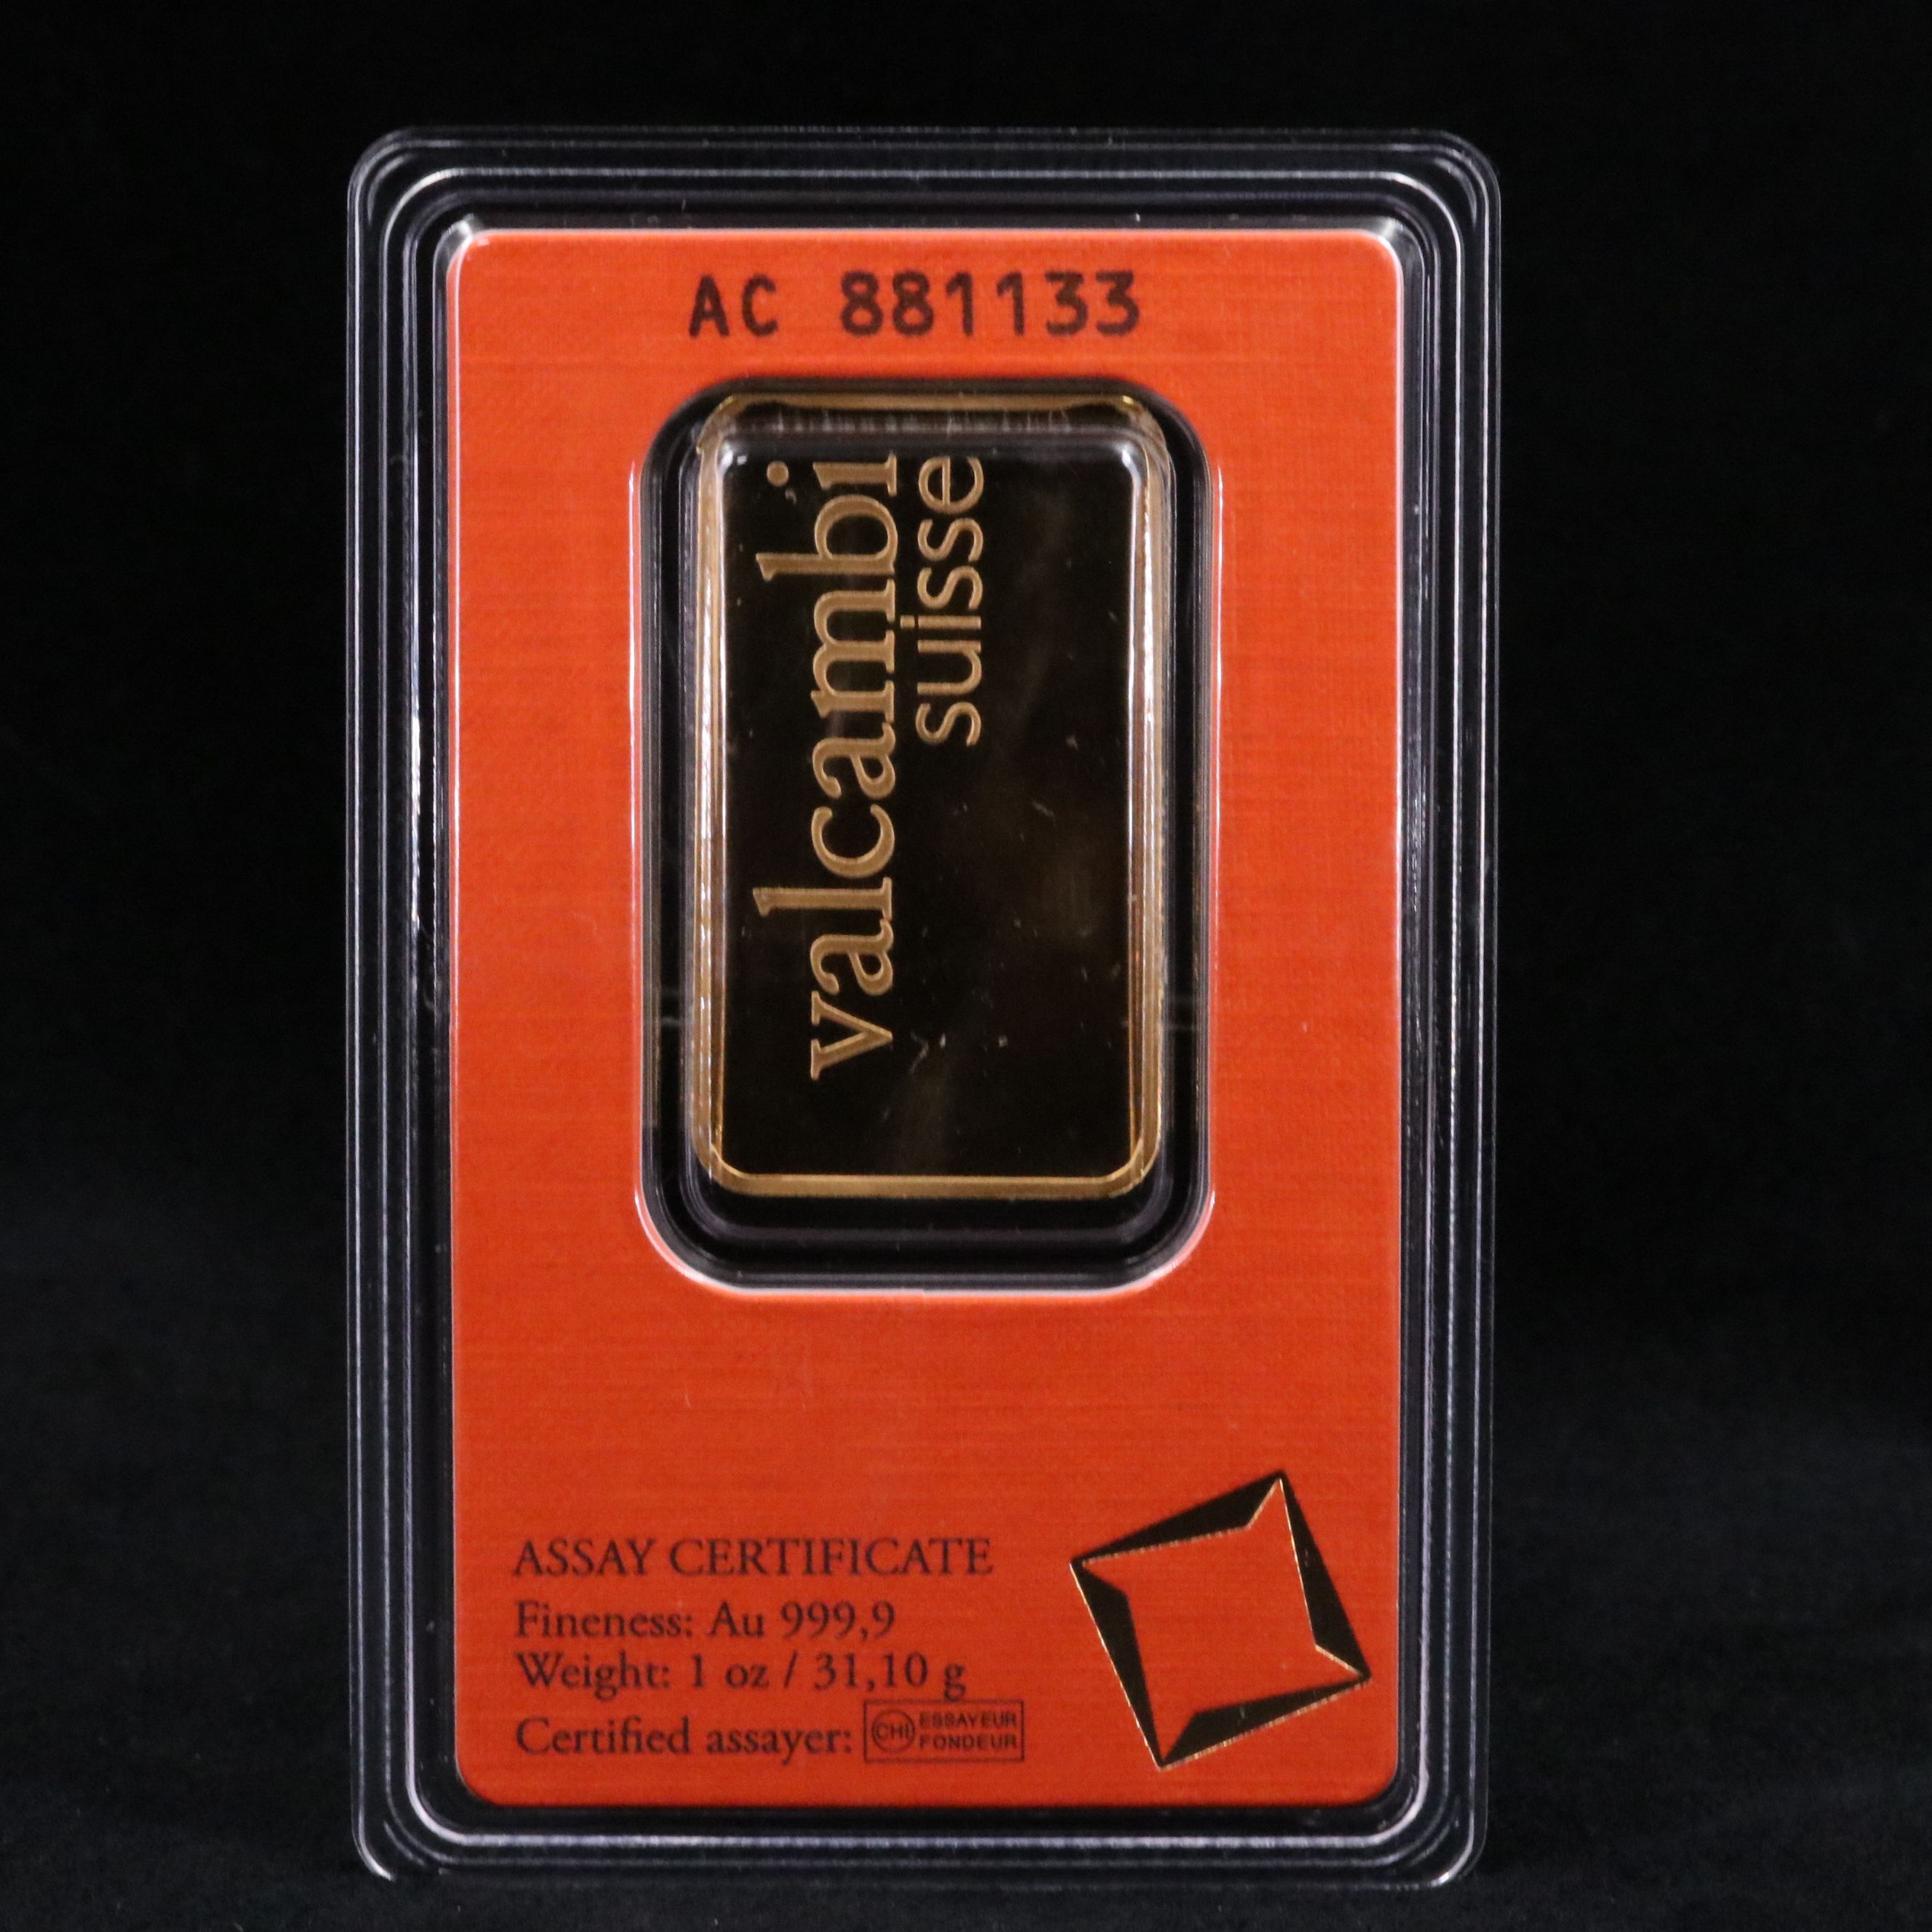 AC 881133
valcambi
suisse
ASSAY CERTIFICATE
Fineness: Au 999,9
Weight: 1 oz / 31,10 g
Certified assayer: CHI ESSAYEUR
FONDEUR